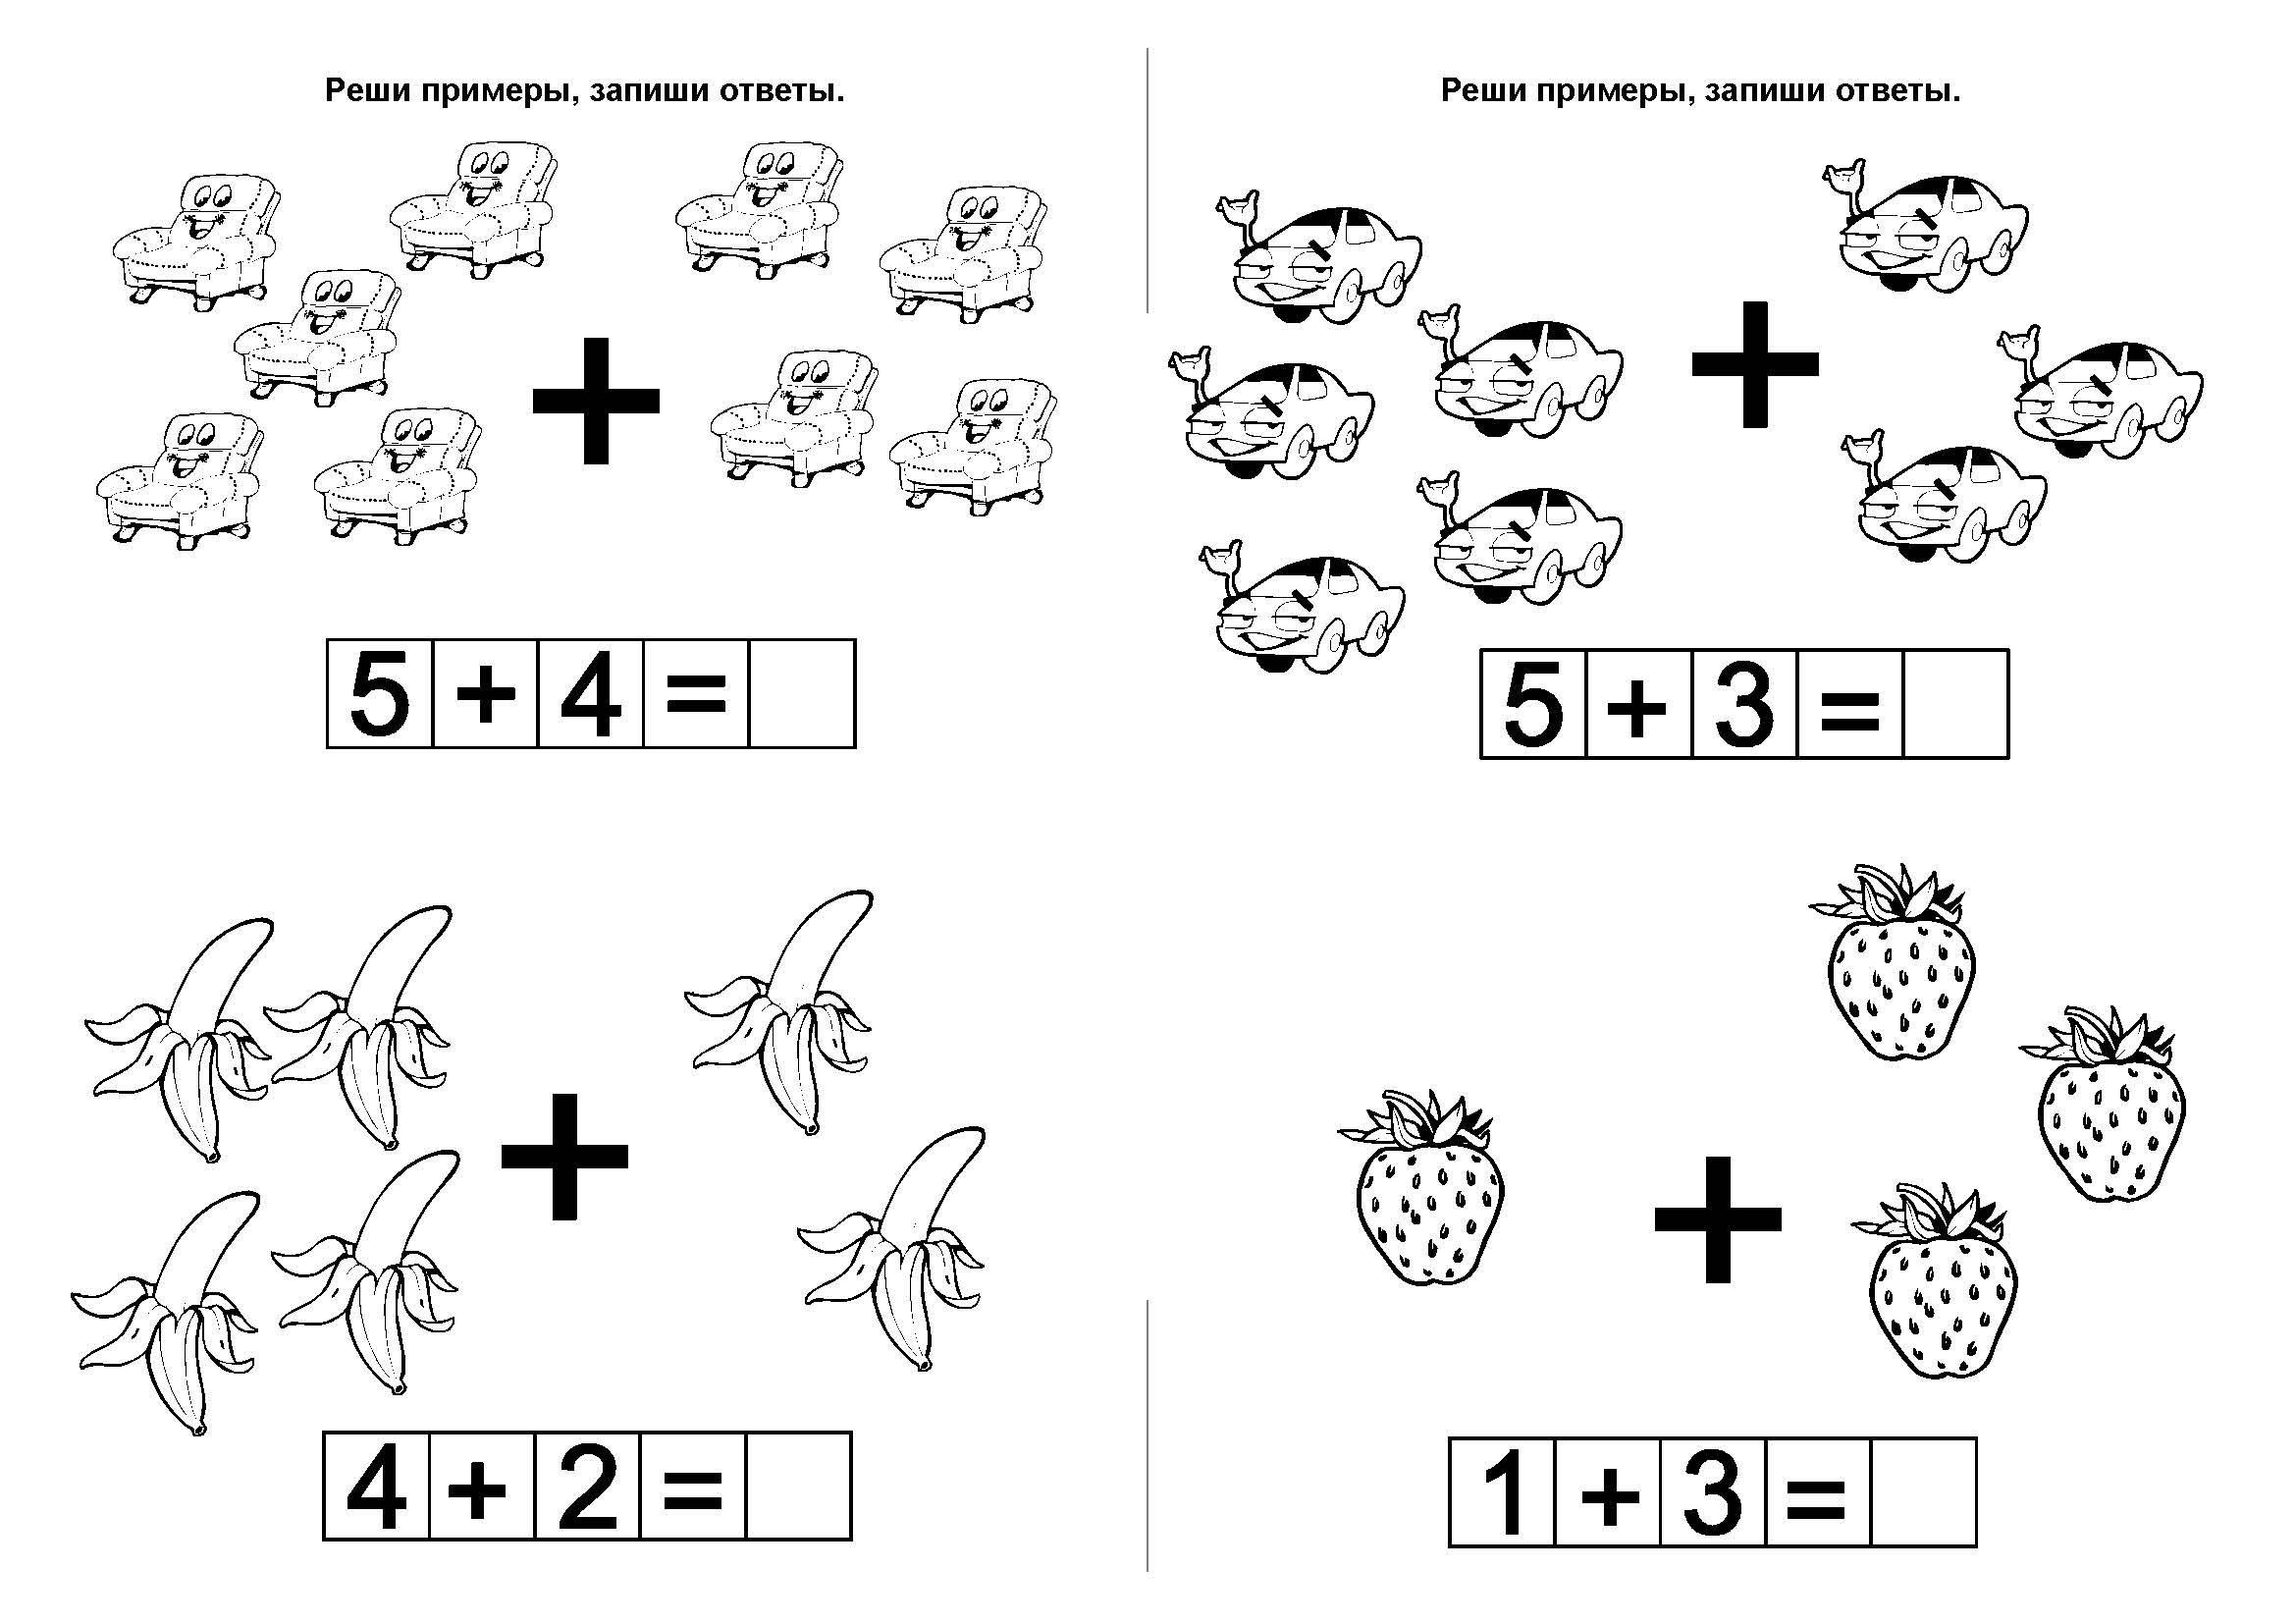 Реши примеры, запиши ответы.
5 + 4 =
4 + 2 =
Реши примеры, запиши ответы.
5 + 3 =
1 + 3 =